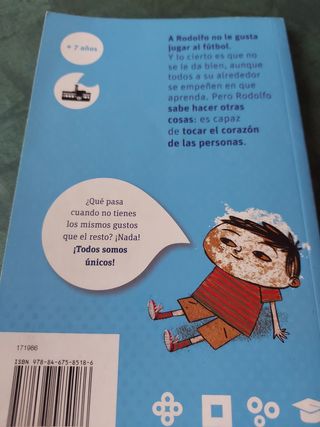 A Rodolfo no le gusta
jugar al fútbol.
Y lo cierto es que no
se le da bien, aunque
todos a su alrededor
se empeñen en que
aprenda. Pero Rodolfo
sabe hacer otras
cosas: es capaz
de tocar el corazón
de las personas.
+ 7 años
¿Qué pasa
cuando no tienes
los mismos gustos
que el resto? ¡Nada!
¡Todos somos
únicos!
171986
ISBN 978-84-675-8518-6